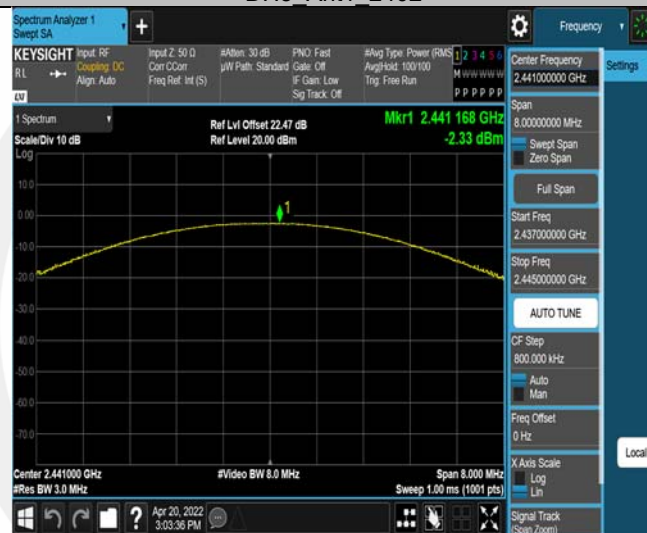 Spectrum Analyzer 1
Swept SA
+
Frequency
KEYSIGHT
RL
Input: RF
Coupling: DC
Align: Auto
Input Z: 50 Ω
Corr CCorr
Freq Ref: Int (S)
#Atten: 30 dB
µW Path: Standard
PNO: Fast
Gate: Off
IF Gain: Low
Sig Track: Off
#Avg Type: Power (RMS
Avg|Hold: 100/100
Trig: Free Run
1 2 3 4 5 6
M W W W W W
P P P P P P
1 Spectrum
Scale/Div 10 dB
Log
Ref Lvl Offset 22.47 dB
Ref Level 20.00 dBm
Mkr1 2.441 168 GHz
-2.33 dBm
10.0
0.00
-10.0
-20.0
-30.0
-40.0
-50.0
-60.0
-70.0
1
Center 2.441000 GHz
#Res BW 3.0 MHz
#Video BW 8.0 MHz
Span 8.000 MHz
Sweep 1.00 ms (1001 pts)
Apr 20, 2022
3:03:36 PM
?
Center Frequency
2.441000000 GHz
Span
8.00000000 MHz
Swept Span
Zero Span
Full Span
Start Freq
2.437000000 GHz
Stop Freq
2.445000000 GHz
AUTO TUNE
CF Step
800.000 kHz
Auto
Man
Freq Offset
0 Hz
X Axis Scale
Log
Lin
Signal Track
(Span Zoom)
Settings
Local